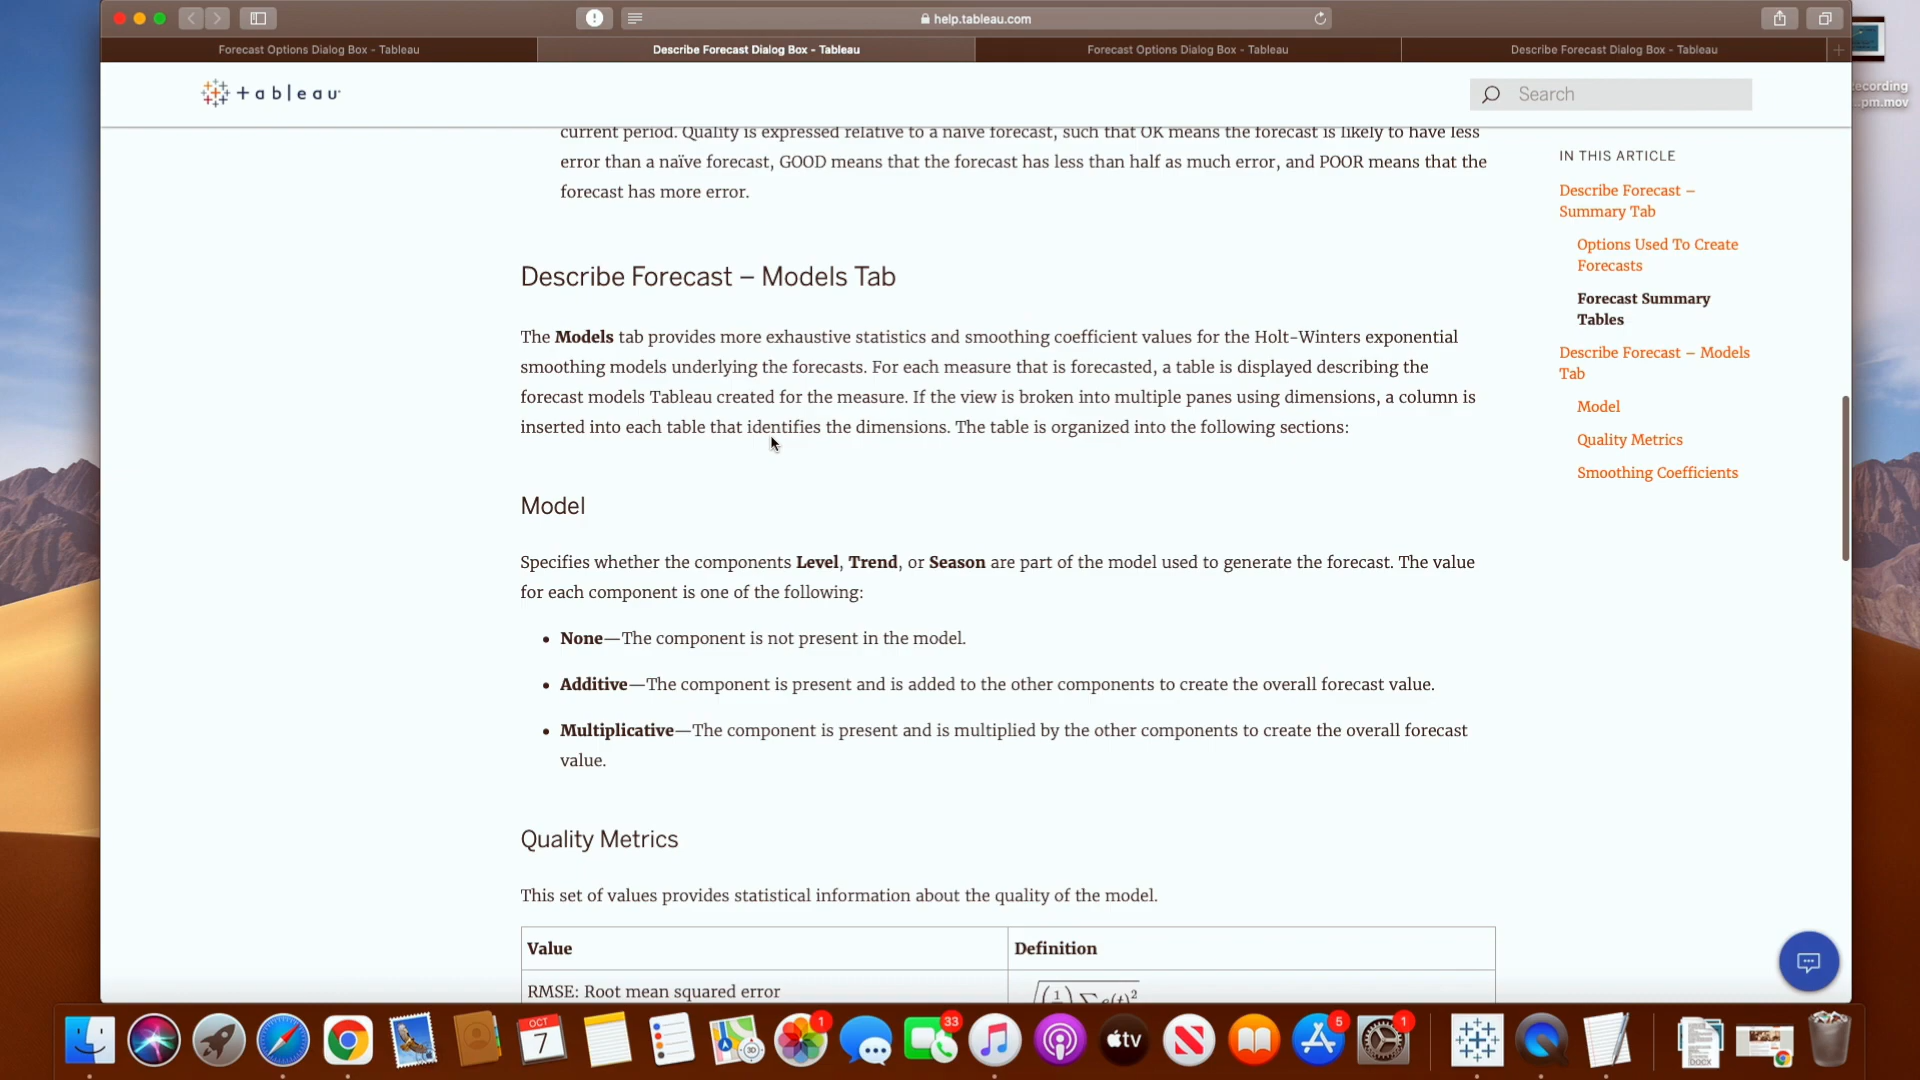 help.tableau.com
Forecast Options Dialog Box - Tableau
Describe Forecast Dialog Box - Tableau
Forecast Options Dialog Box - Tableau
Describe Forecast Dialog Box - Tableau
+ a b l e a u
Search
ecording
...pm.mov
current period. Quality is expressed relative to a naïve forecast, such that OK means the forecast is likely to have less
error than a naïve forecast, GOOD means that the forecast has less than half as much error, and POOR means that the
forecast has more error.
Describe Forecast – Models Tab
The Models tab provides more exhaustive statistics and smoothing coefficient values for the Holt-Winters exponential
smoothing models underlying the forecasts. For each measure that is forecasted, a table is displayed describing the
forecast models Tableau created for the measure. If the view is broken into multiple panes using dimensions, a column is
inserted into each table that identifies the dimensions. The table is organized into the following sections:
Model
Specifies whether the components Level, Trend, or Season are part of the model used to generate the forecast. The value
for each component is one of the following:
• None—The component is not present in the model.
• Additive—The component is present and is added to the other components to create the overall forecast value.
• Multiplicative—The component is present and is multiplied by the other components to create the overall forecast
value.
Quality Metrics
This set of values provides statistical information about the quality of the model.
Value
Definition
RMSE: Root mean squared error
IN THIS ARTICLE
Describe Forecast –
Summary Tab
Options Used To Create
Forecasts
Forecast Summary
Tables
Describe Forecast – Models
Tab
Model
Quality Metrics
Smoothing Coefficients
OCT
7
3D
1
33
tv
5
1
DOCX